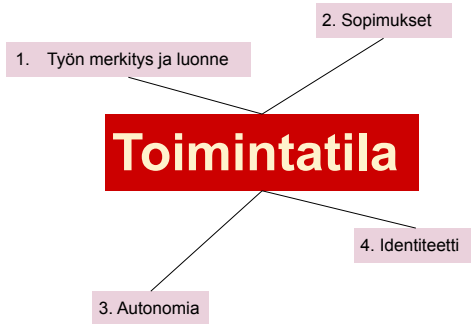 2. Sopimukset
1. Työn merkitys ja luonne
Toimintatila
4. Identiteetti
3. Autonomia